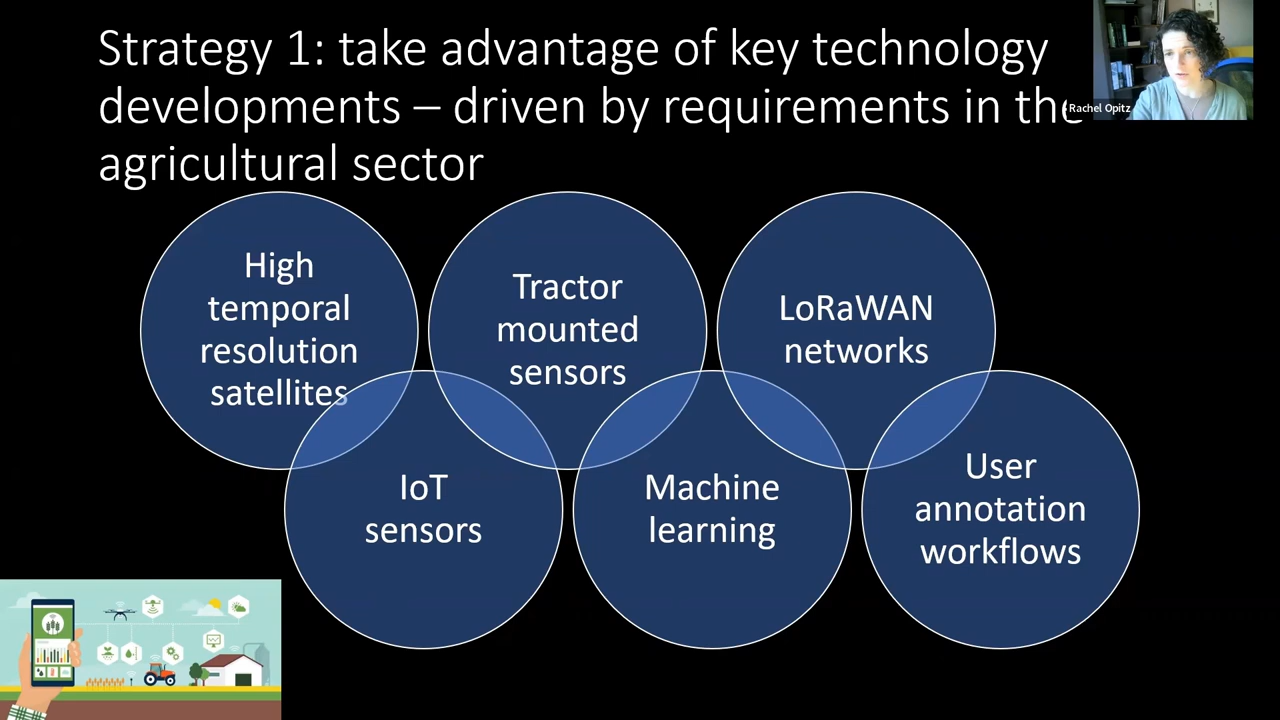 Strategy 1: take advantage of key technology
developments – driven by requirements in the
agricultural sector
Rachel Opitz
High
temporal
resolution
satellites
Tractor
mounted
sensors
LoRaWAN
networks
IoT
sensors
Machine
learning
User
annotation
workflows